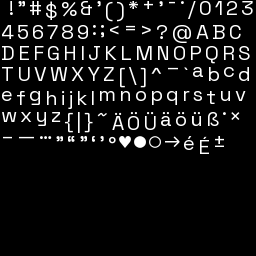 !"#$%&'()*+'-·/0123
456789:;<=>?@ABC
DEFGHIJKLMNOPQRS
TUVWXYZ[\]^¯`abcd
efghijklmnopqrstuv
wxyz{|}~ÄÖÜäöüß·×
–—…"“”‘’°♥●○→éÉ±